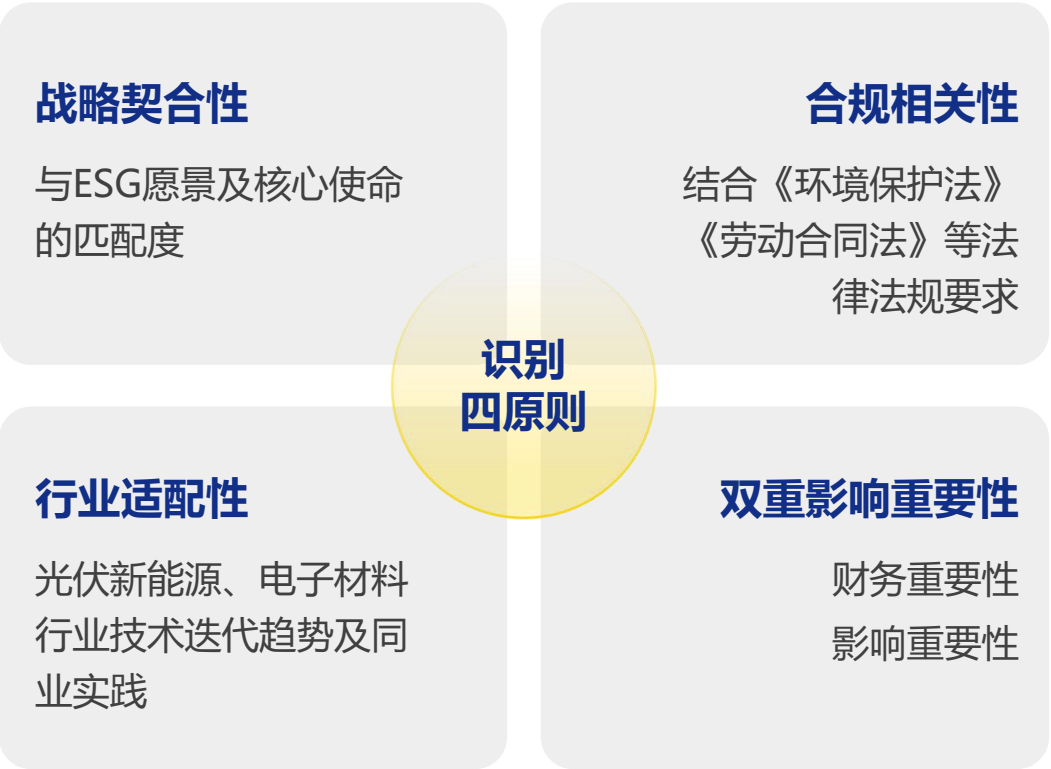 战略契合性
与ESG愿景及核心使命
的匹配度
合规相关性
结合《环境保护法》
《劳动合同法》等法
律法规要求
识别
四原则
行业适配性
光伏新能源、电子材料
行业技术迭代趋势及同
业实践
双重影响重要性
财务重要性
影响重要性